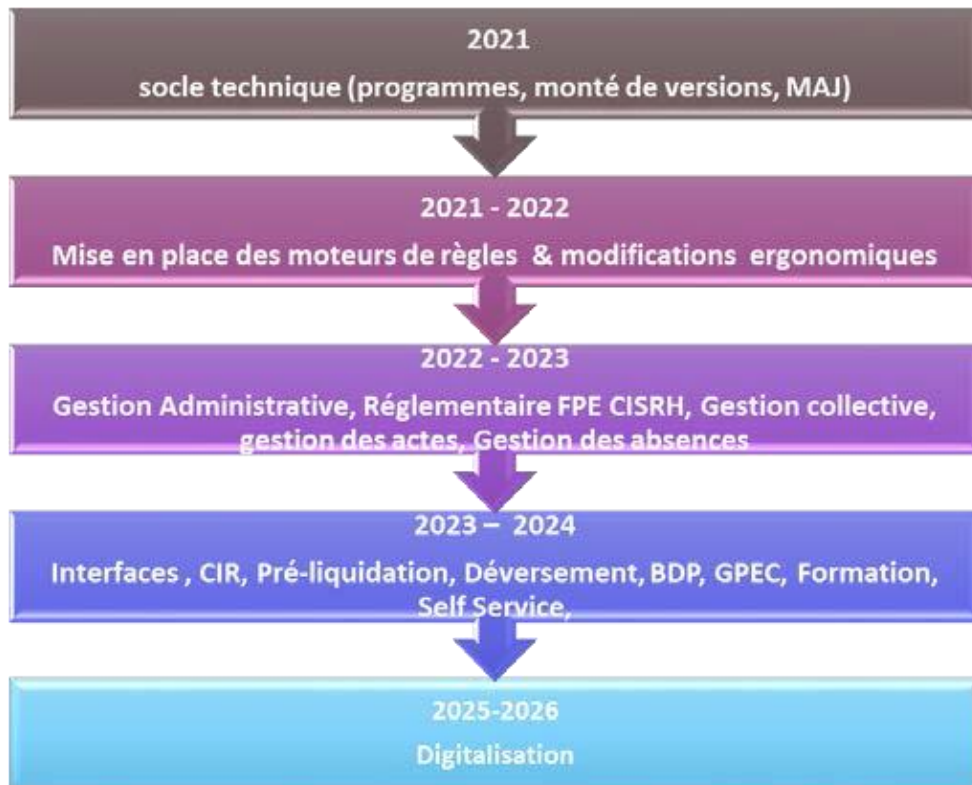 2021
socle technique (programmes, monté de versions, MAJ)
2021 - 2022
Mise en place des moteurs de règles & modifications ergonomiques
2022 - 2023
Gestion Administrative, Réglementaire FPE CISRH, Gestion collective,
gestion des actes, Gestion des absences
2023 – 2024
Interfaces , CIR, Pré-liquidation, Déversement, BDP, GPEC, Formation,
Self Service,
2025-2026
Digitalisation